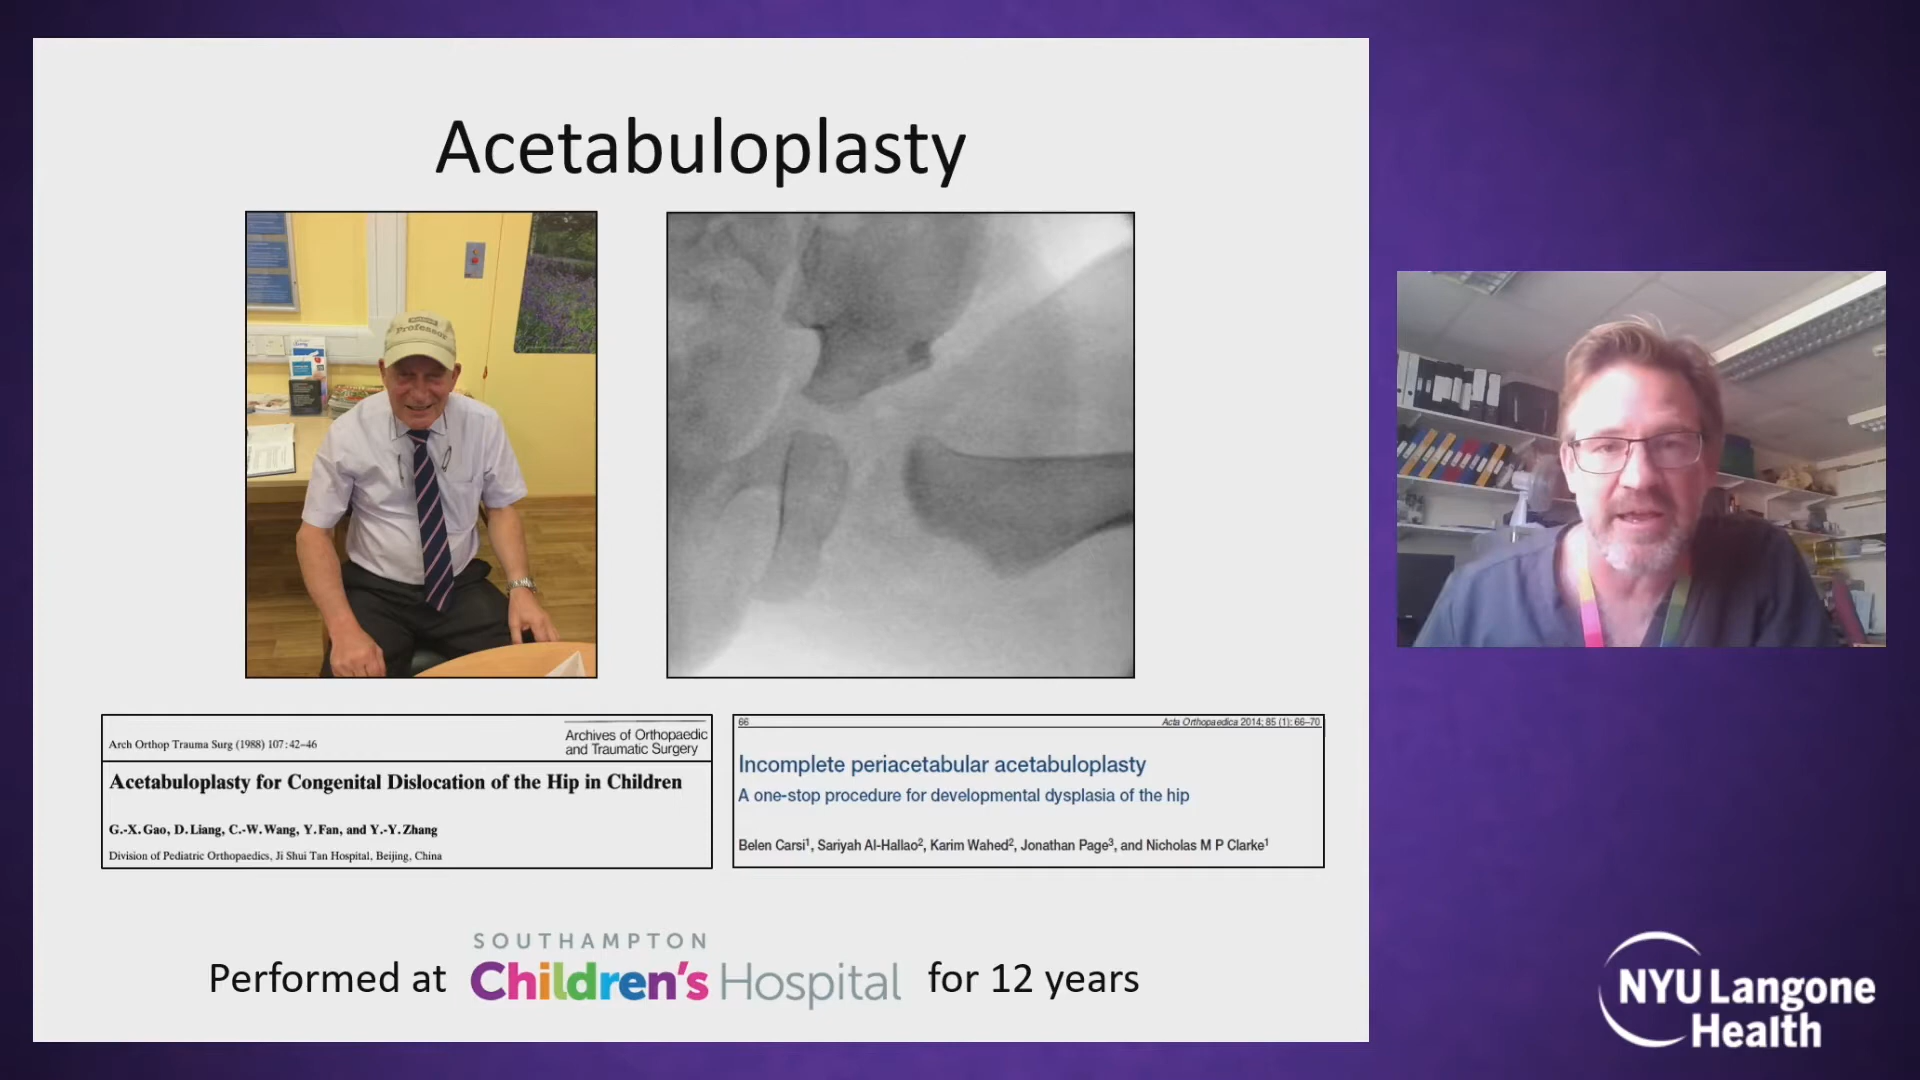 Acetabuloplasty
Professor
Arch Orthop Trauma Surg (1988) 107:42–46
Archives of Orthopaedic
and Traumatic Surgery
Acetabuloplasty for Congenital Dislocation of the Hip in Children
G.-X. Gao, D. Liang, C.-W. Wang, Y. Fan, and Y.-Y. Zhang
Division of Pediatric Orthopaedics, Ji Shui Tan Hospital, Beijing, China
66
Acta Orthopaedica 2014; 85 (1): 66–70
Incomplete periacetabular acetabuloplasty
A one-stop procedure for developmental dysplasia of the hip
Belen Carsi¹, Sariyah Al-Hallao², Karim Wahed², Jonathan Page³, and Nicholas M P Clarke¹
SOUTHAMPTON
Performed at Children's Hospital for 12 years
NYU Langone
Health